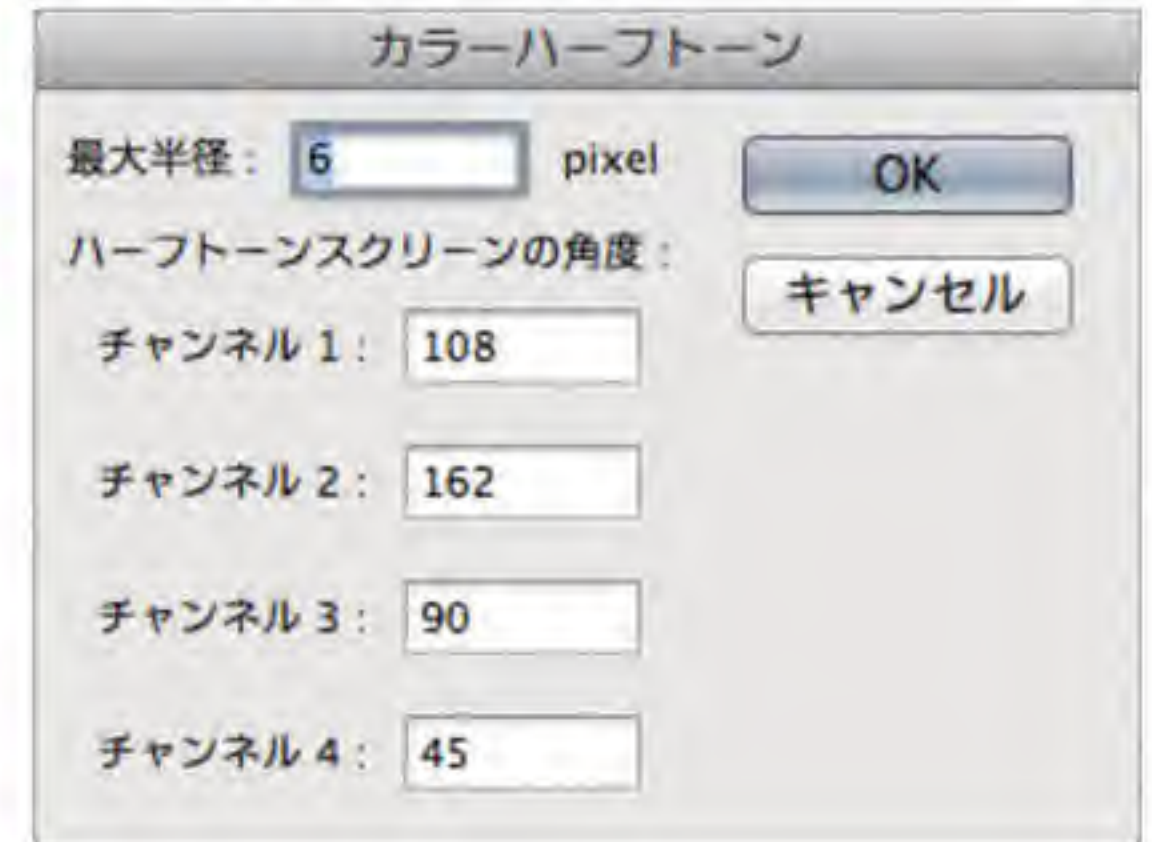 カラーハーフトーン
最大半径： 6 pixel
OK
ハーフトーンスクリーンの角度：
キャンセル
チャンネル 1： 108
チャンネル 2： 162
チャンネル 3： 90
チャンネル 4： 45